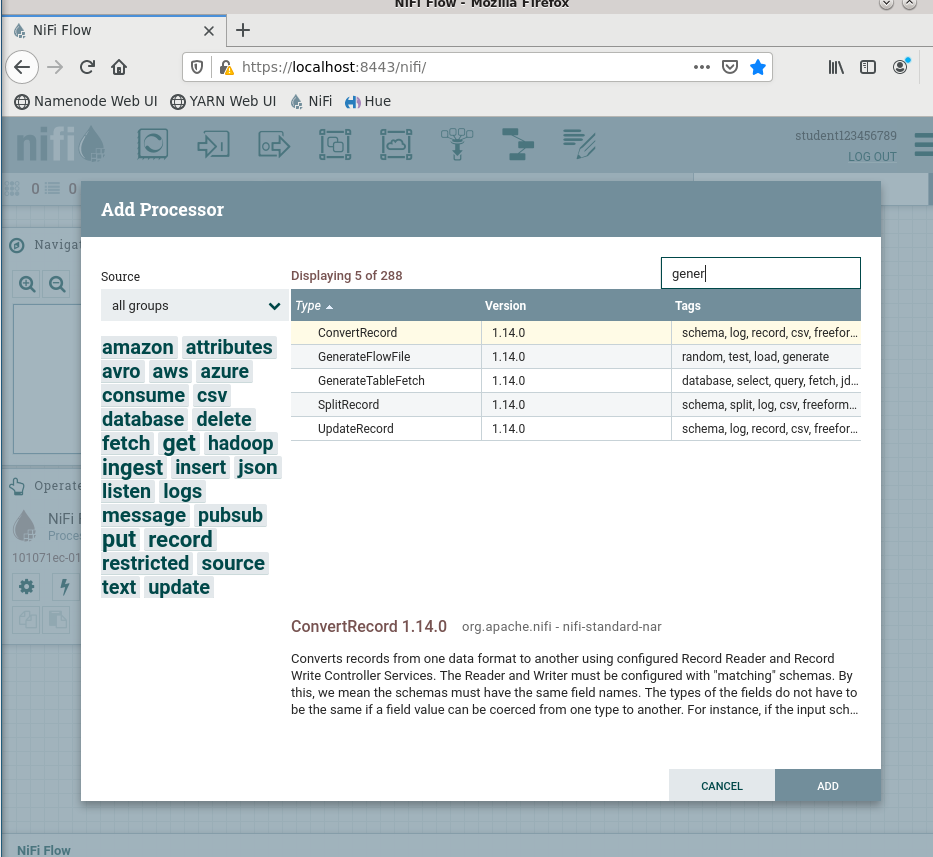 NiFi Flow - Mozilla Firefox
NiFi Flow
https://localhost:8443/nifi/
Namenode Web UI YARN Web UI NiFi Hue
nifi
student123456789
LOG OUT
0 0
Add Processor
Navigat
Source
all groups
amazon attributes
avro aws azure
consume csv
database delete
fetch get hadoop
ingest insert json
listen logs
message pubsub
put record
restricted source
text update
Displaying 5 of 288
gener
Type Version Tags
ConvertRecord 1.14.0 schema, log, record, csv, freefor...
GenerateFlowFile 1.14.0 random, test, load, generate
GenerateTableFetch 1.14.0 database, select, query, fetch, jd...
SplitRecord 1.14.0 schema, split, log, csv, freeform...
UpdateRecord 1.14.0 schema, log, record, csv, freefor...
Operate
NiFi F
Proces
101071ec-01
ConvertRecord 1.14.0 org.apache.nifi - nifi-standard-nar
Converts records from one data format to another using configured Record Reader and Record
Write Controller Services. The Reader and Writer must be configured with "matching" schemas. By
this, we mean the schemas must have the same field names. The types of the fields do not have to
be the same if a field value can be coerced from one type to another. For instance, if the input sch...
CANCEL ADD
NiFi Flow